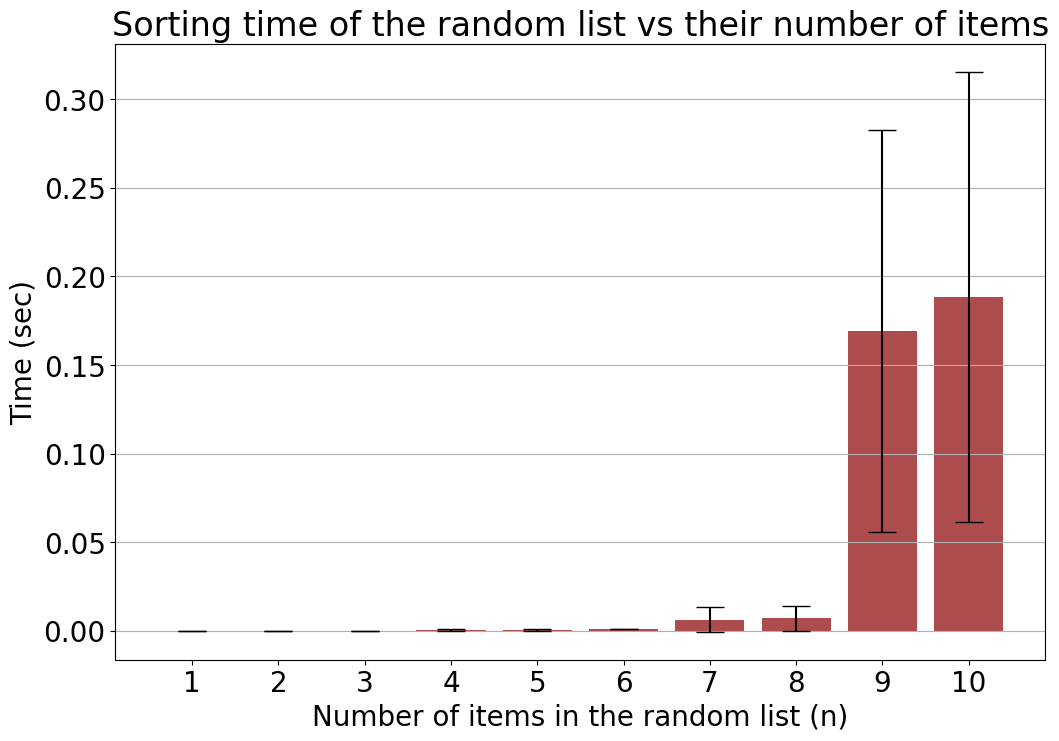 Sorting time of the random list vs their number of items
0.30
0.25
0.20
0.15
0.10
0.05
0.00
Time (sec)
1 2 3 4 5 6 7 8 9 10
Number of items in the random list (n)